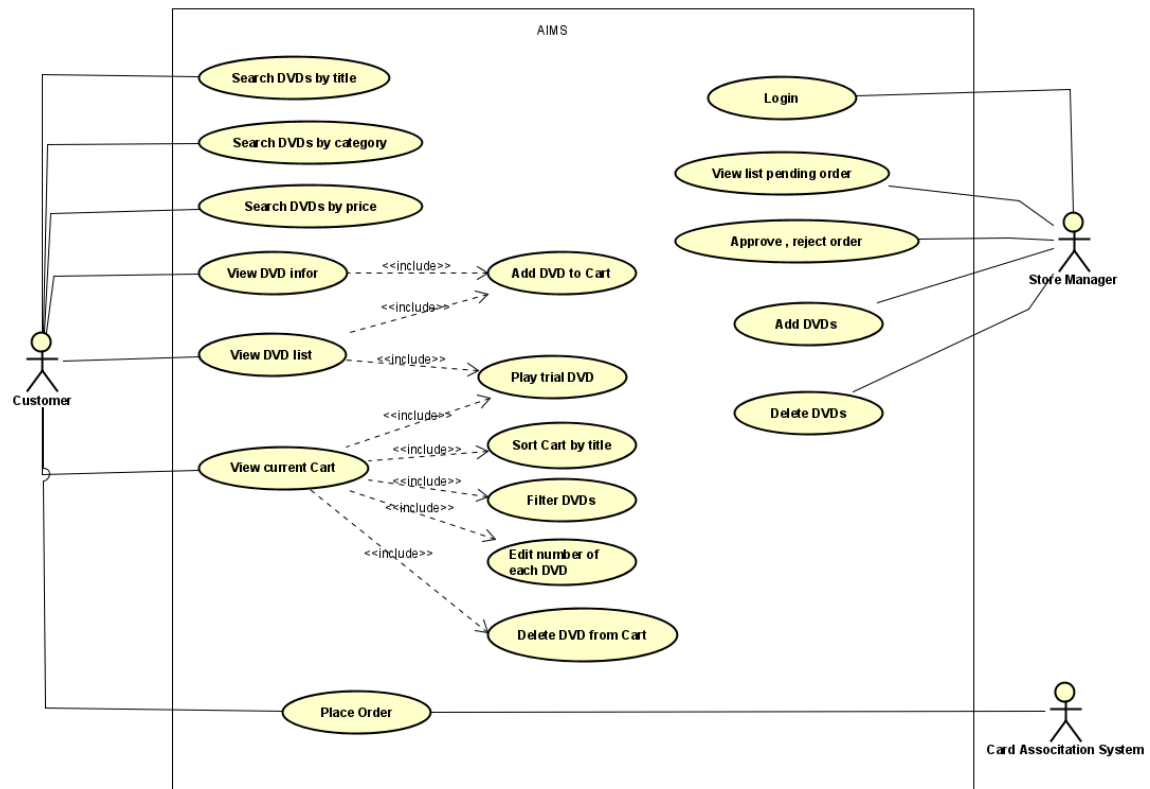 AIMS
Search DVDs by title
Login
Search DVDs by category
View list pending order
Search DVDs by price
Approve , reject order
View DVD infor
<<include>>
Add DVD to Cart
Store Manager
<<include>>
Add DVDs
View DVD list
<<include>>
Play trial DVD
Customer
<<include>>
Delete DVDs
Sort Cart by title
<<include>>
View current Cart
<<include>>
Filter DVDs
<<include>>
<<include>>
Edit number of
each DVD
Delete DVD from Cart
Place Order
Card Associtation System